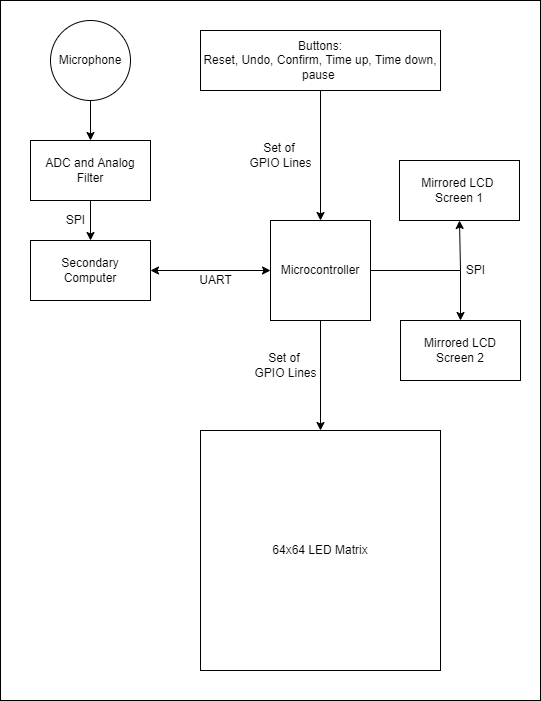 Microphone
Buttons:
Reset, Undo, Confirm, Time up, Time down,
pause
ADC and Analog
Filter
Set of
GPIO Lines
Mirrored LCD
Screen 1
SPI
Secondary
Computer
UART
Microcontroller
SPI
Mirrored LCD
Screen 2
Set of
GPIO Lines
64x64 LED Matrix